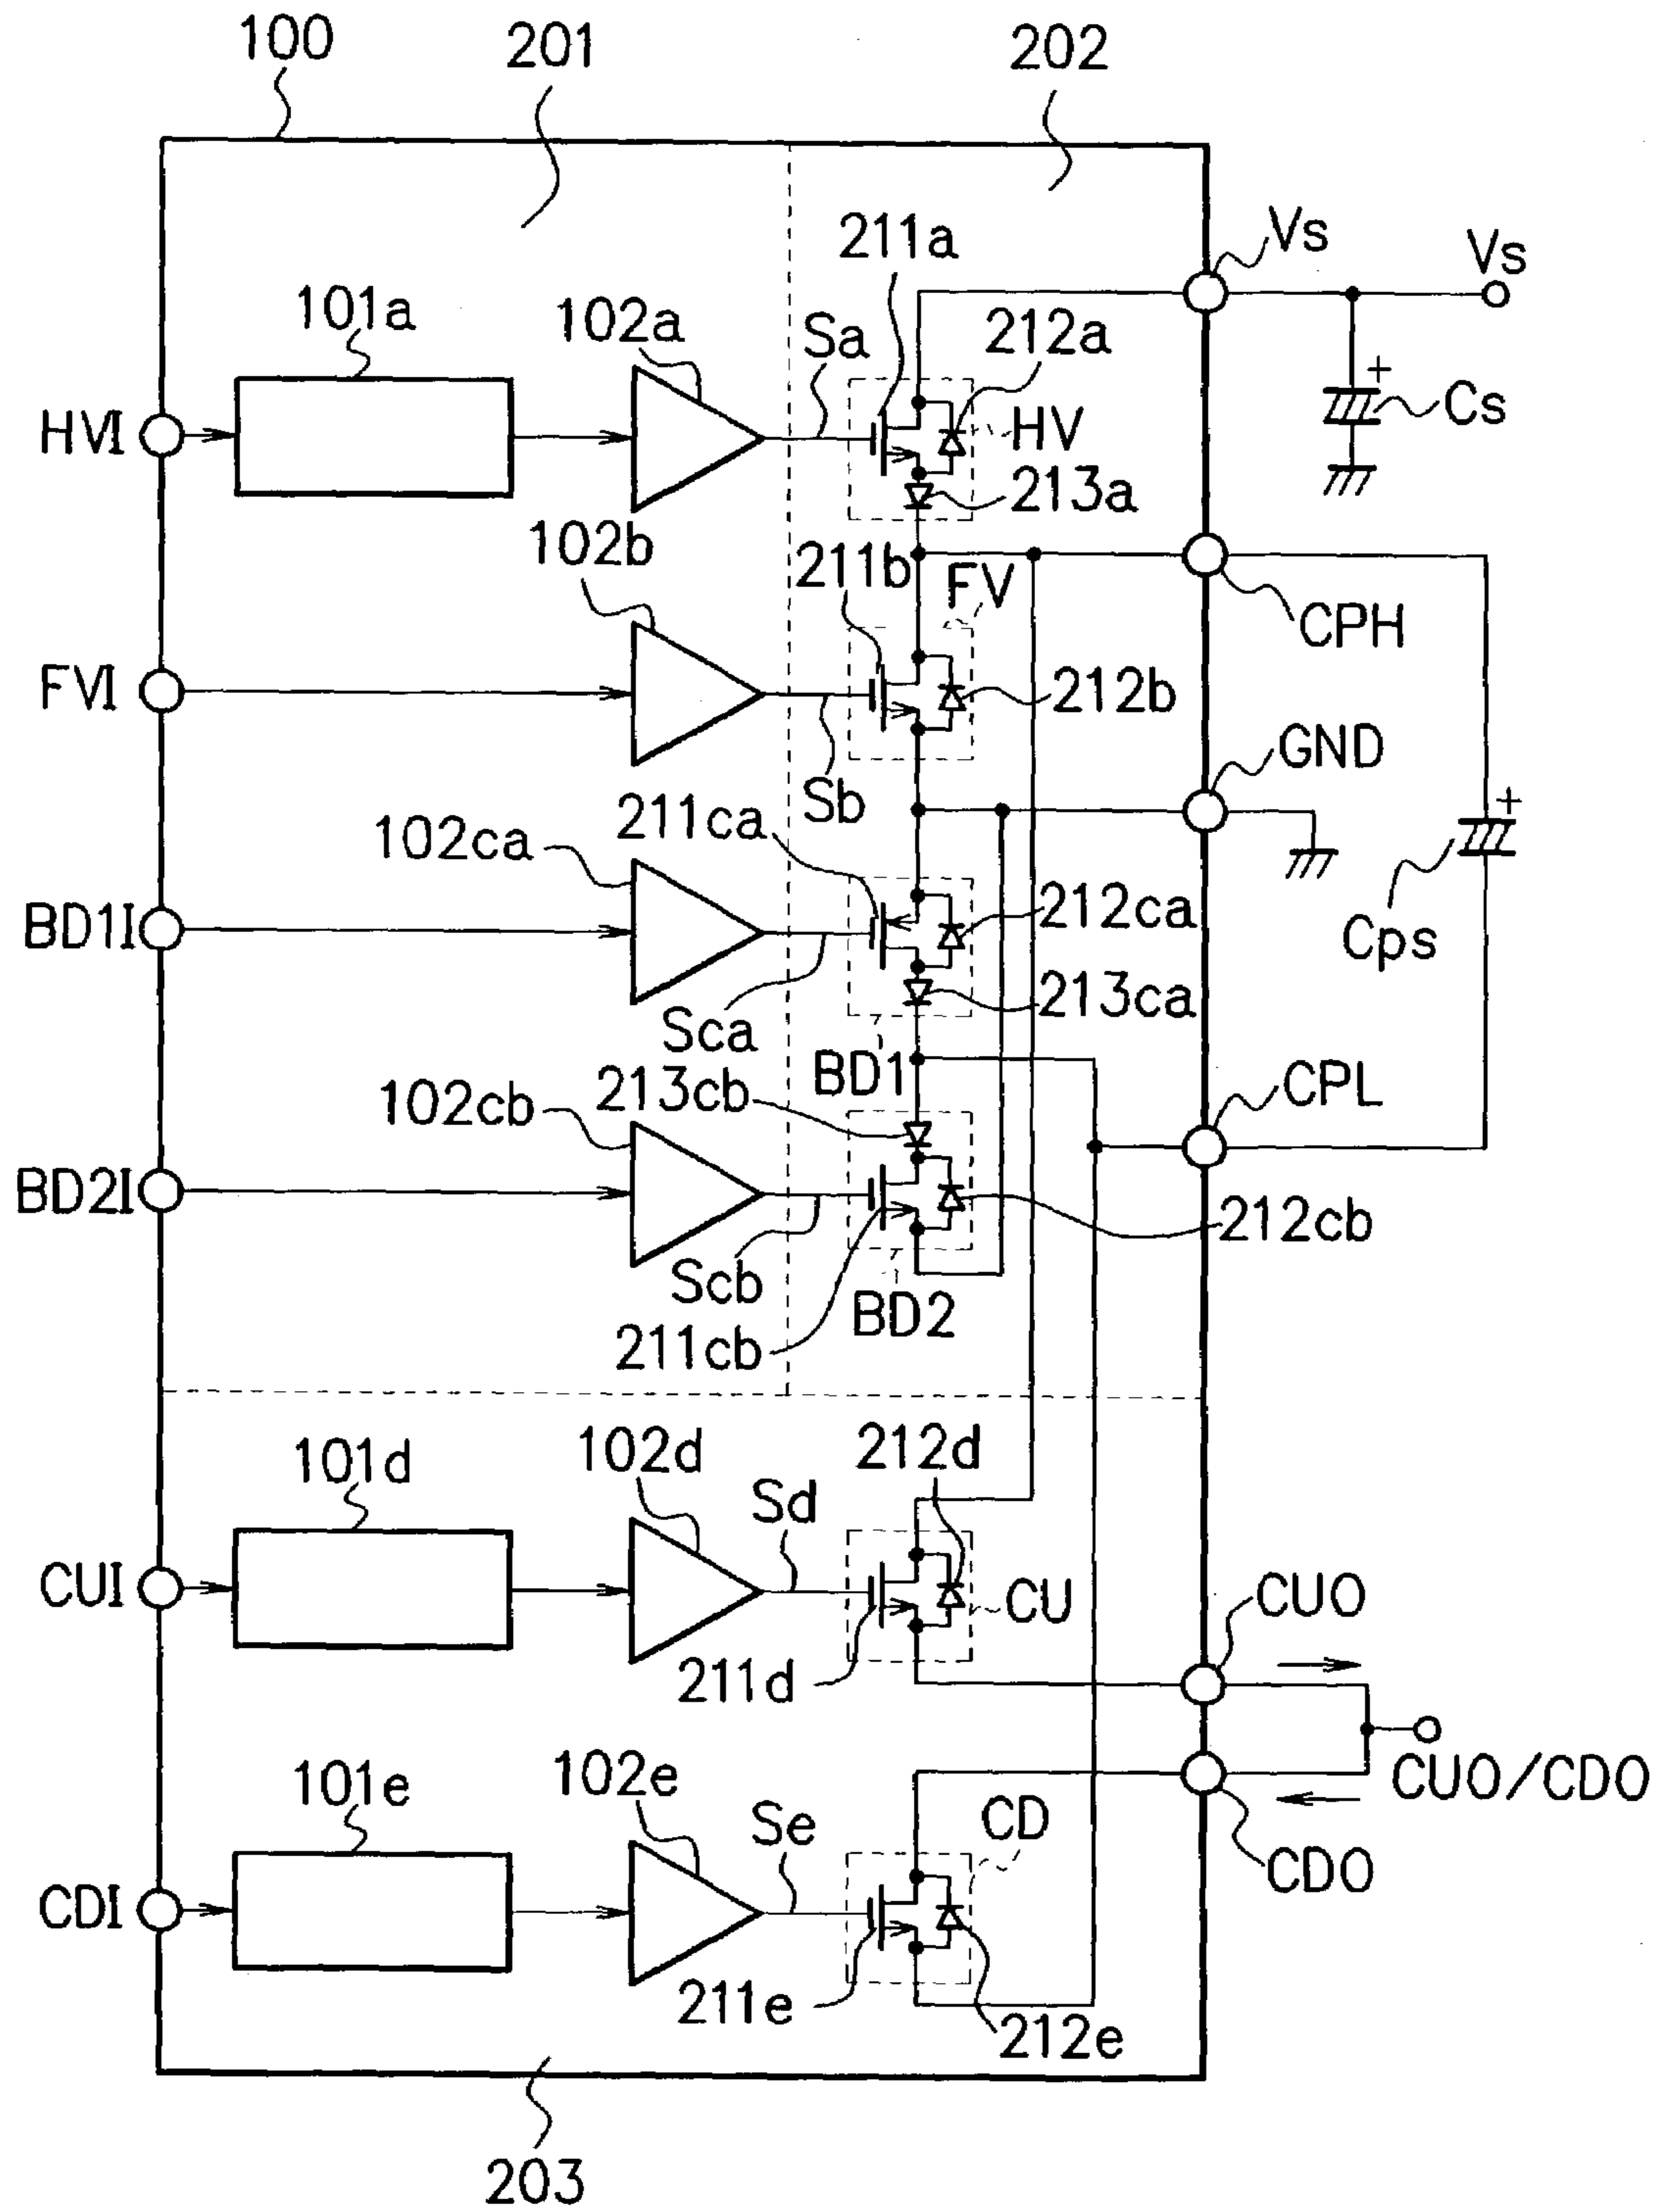 100
201
202
211a
Vs
Vs
101a
102a
Sa
212a
+
Cs
HVI
HV
213a
102b
211b
FV
CPH
FVI
212b
GND
Sb
+
102ca
211ca
BD1I
212ca
Cps
Sca
213ca
BD1
102cb
213cb
CPL
BD2I
212cb
Scb
BD2
211cb
101d
102d
Sd
212d
CUI
CU
CUO
211d
101e
102e
Se
CD
CUO/CDO
CDI
CDO
211e
212e
203